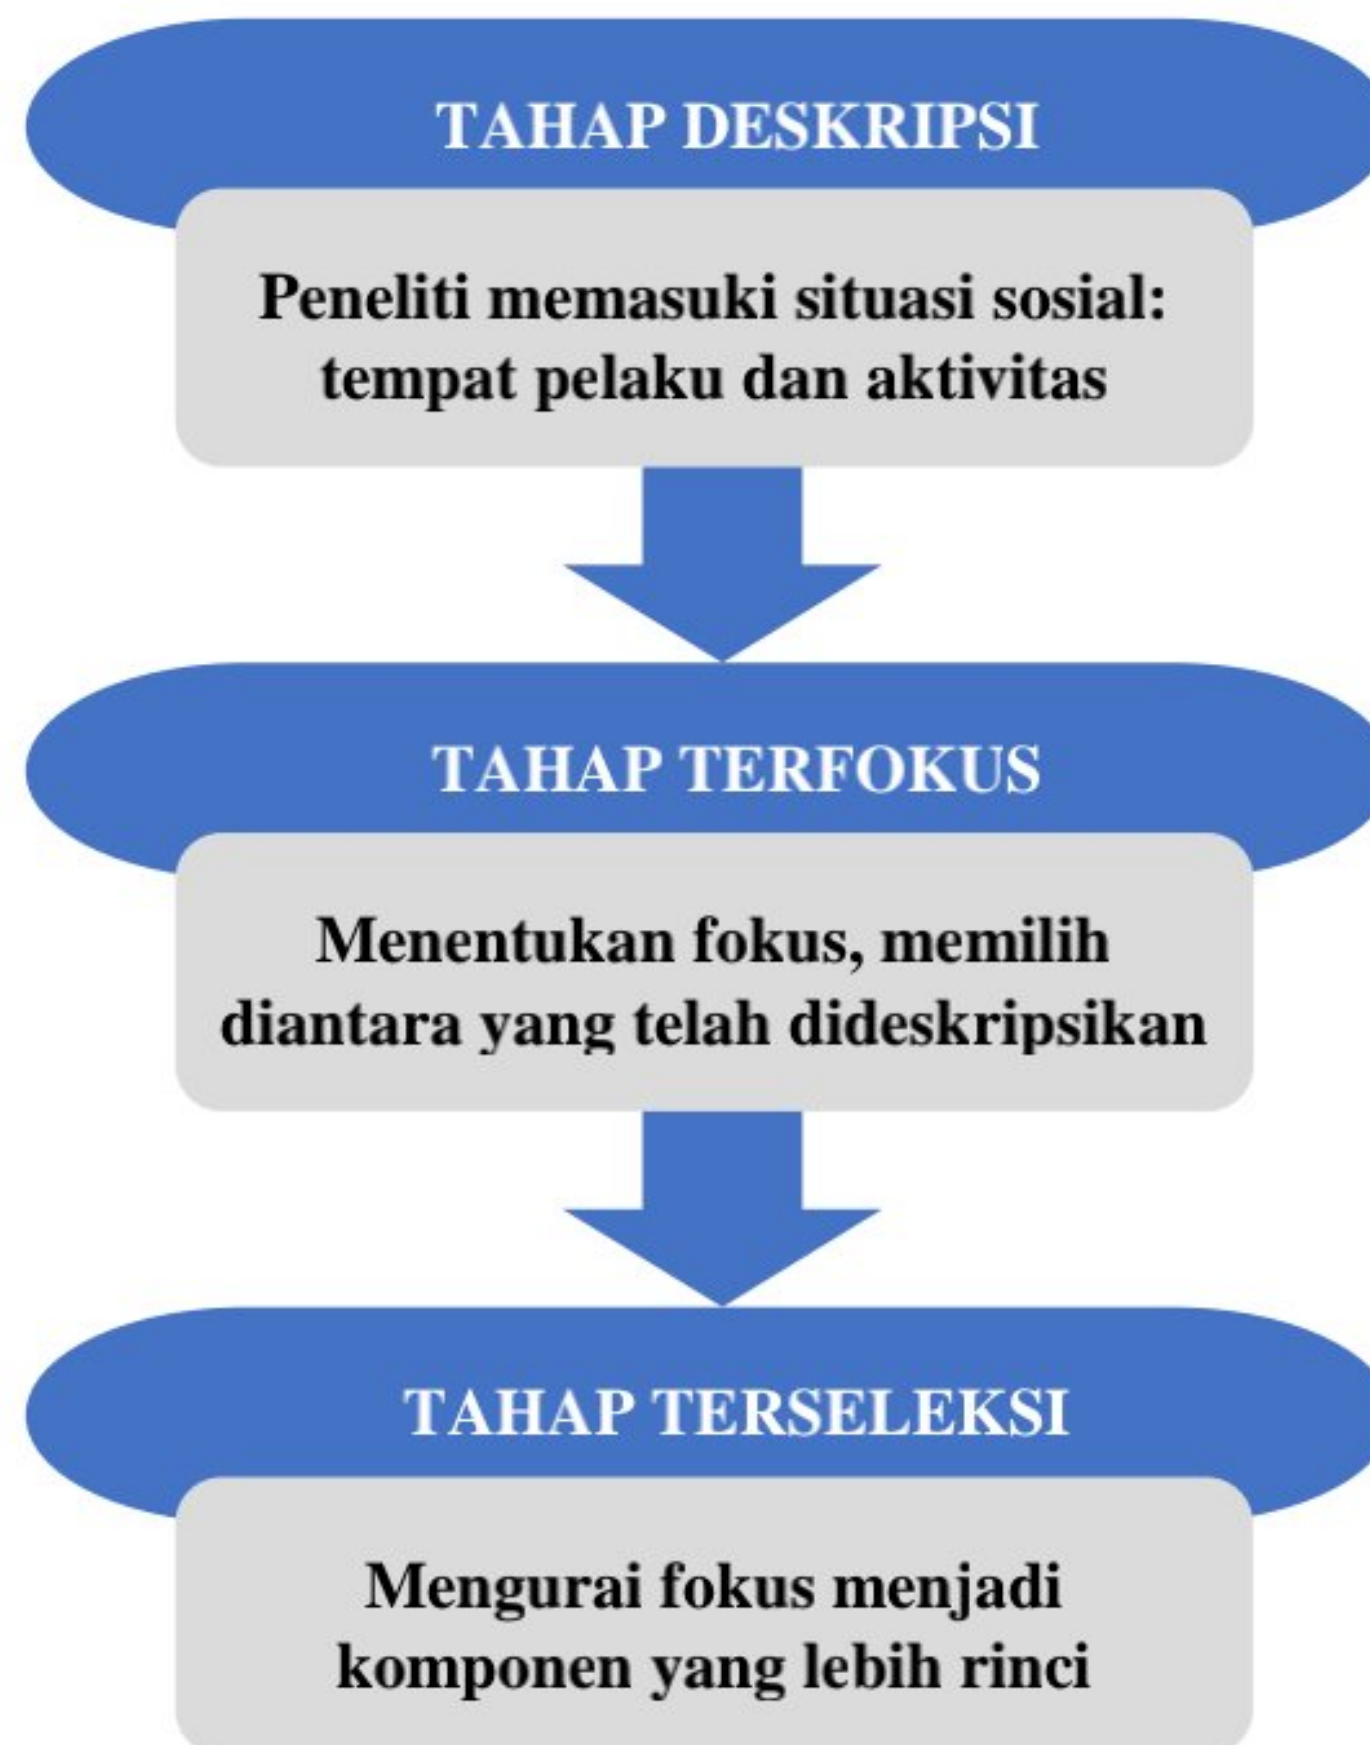 TAHAP DESKRIPSI
Peneliti memasuki situasi sosial:
tempat pelaku dan aktivitas
TAHAP TERFOKUS
Menentukan fokus, memilih
diantara yang telah dideskripsikan
TAHAP TERSELEKSI
Mengurai fokus menjadi
komponen yang lebih rinci